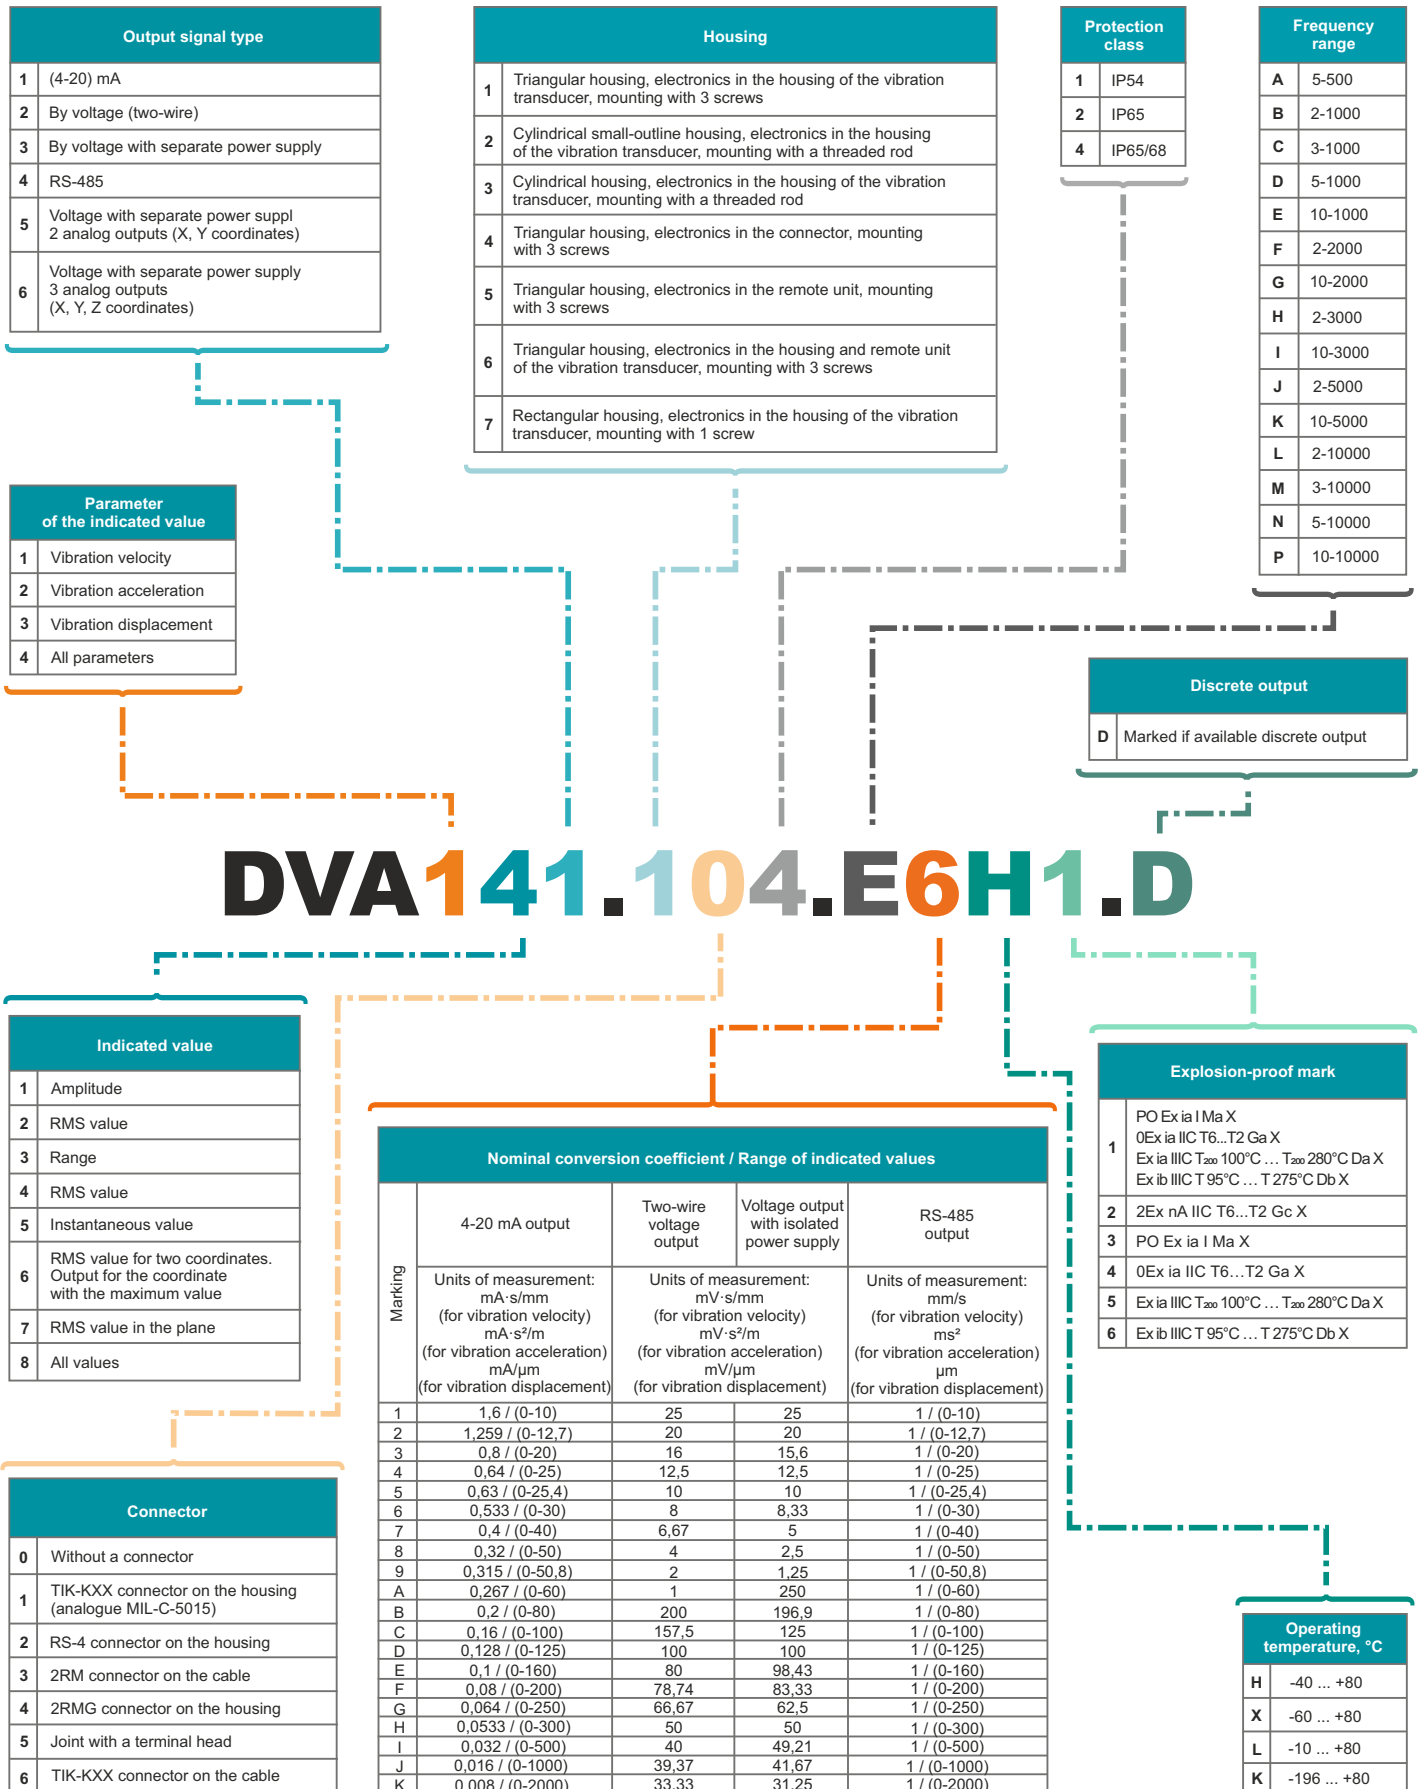 Output signal type
1 (4-20) mA
2 By voltage (two-wire)
3 By voltage with separate power supply
4 RS-485
5 Voltage with separate power suppl
2 analog outputs (X, Y coordinates)
6 Voltage with separate power supply
3 analog outputs
(X, Y, Z coordinates)
Housing
1 Triangular housing, electronics in the housing of the vibration
transducer, mounting with 3 screws
2 Cylindrical small-outline housing, electronics in the housing
of the vibration transducer, mounting with a threaded rod
3 Cylindrical housing, electronics in the housing of the vibration
transducer, mounting with a threaded rod
4 Triangular housing, electronics in the connector, mounting
with 3 screws
5 Triangular housing, electronics in the remote unit, mounting
with 3 screws
6 Triangular housing, electronics in the housing and remote unit
of the vibration transducer, mounting with 3 screws
7 Rectangular housing, electronics in the housing of the vibration
transducer, mounting with 1 screw
Protection
class
1 IP54
2 IP65
4 IP65/68
Frequency
range
A 5-500
B 2-1000
C 3-1000
D 5-1000
E 10-1000
F 2-2000
G 10-2000
H 2-3000
I 10-3000
J 2-5000
K 10-5000
L 2-10000
M 3-10000
N 5-10000
P 10-10000
Parameter
of the indicated value
1 Vibration velocity
2 Vibration acceleration
3 Vibration displacement
4 All parameters
Discrete output
D Marked if available discrete output
DVA141.104.E6H1.D
Indicated value
1 Amplitude
2 RMS value
3 Range
4 RMS value
5 Instantaneous value
6 RMS value for two coordinates.
Output for the coordinate
with the maximum value
7 RMS value in the plane
8 All values
Connector
0 Without a connector
1 TIK-KXX connector on the housing
(analogue MIL-C-5015)
2 RS-4 connector on the housing
3 2RM connector on the cable
4 2RMG connector on the housing
5 Joint with a terminal head
6 TIK-KXX connector on the cable
Nominal conversion coefficient / Range of indicated values
Marking
4-20 mA output
Two-wire
voltage
output
Voltage output
with isolated
power supply
RS-485
output
Units of measurement:
mA·s/mm
(for vibration velocity)
mA·s²/m
(for vibration acceleration)
mA/µm
(for vibration displacement)
Units of measurement:
mV·s/mm
(for vibration velocity)
mV·s²/m
(for vibration acceleration)
mV/µm
(for vibration displacement)
Units of measurement:
mm/s
(for vibration velocity)
ms²
(for vibration acceleration)
µm
(for vibration displacement)
1 1,6 / (0-10) 25 25 1 / (0-10)
2 1,259 / (0-12,7) 20 20 1 / (0-12,7)
3 0,8 / (0-20) 16 15,6 1 / (0-20)
4 0,64 / (0-25) 12,5 12,5 1 / (0-25)
5 0,63 / (0-25,4) 10 10 1 / (0-25,4)
6 0,533 / (0-30) 8 8,33 1 / (0-30)
7 0,4 / (0-40) 6,67 5 1 / (0-40)
8 0,32 / (0-50) 4 2,5 1 / (0-50)
9 0,315 / (0-50,8) 2 1,25 1 / (0-50,8)
A 0,267 / (0-60) 1 250 1 / (0-60)
B 0,2 / (0-80) 200 196,9 1 / (0-80)
C 0,16 / (0-100) 157,5 125 1 / (0-100)
D 0,128 / (0-125) 100 100 1 / (0-125)
E 0,1 / (0-160) 80 98,43 1 / (0-160)
F 0,08 / (0-200) 78,74 83,33 1 / (0-200)
G 0,064 / (0-250) 66,67 62,5 1 / (0-250)
H 0,0533 / (0-300) 50 50 1 / (0-300)
I 0,032 / (0-500) 40 49,21 1 / (0-500)
J 0,016 / (0-1000) 39,37 41,67 1 / (0-1000)
K 0,008 / (0-2000) 33,33 31,25 1 / (0-2000)
Explosion-proof mark
1 PO Ex ia I Ma X
0Ex ia IIC T6...T2 Ga X
Ex ia IIIC T₂₀₀ 100°C … T₂₀₀ 280°C Da X
Ex ib IIIC T 95°C … T 275°C Db X
2 2Ex nA IIC T6...T2 Gc X
3 PO Ex ia I Ma X
4 0Ex ia IIC T6…T2 Ga X
5 Ex ia IIIC T₂₀₀ 100°C … T₂₀₀ 280°C Da X
6 Ex ib IIIC T 95°C … T 275°C Db X
Operating
temperature, °C
H -40 ... +80
X -60 ... +80
L -10 ... +80
K -196 ... +80